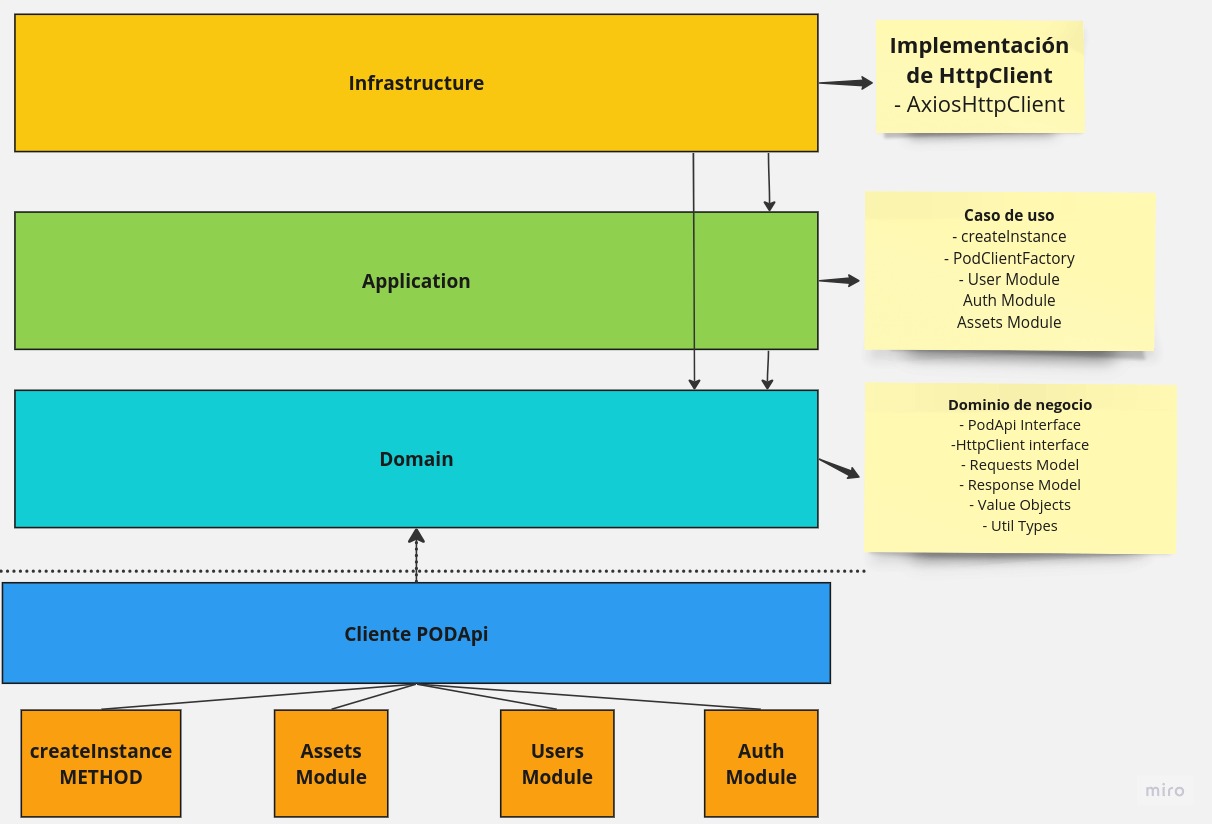 Infrastructure
Implementación
de HttpClient
- AxiosHttpClient
Application
Caso de uso
- createInstance
- PodClientFactory
- User Module
Auth Module
Assets Module
Domain
Dominio de negocio
- PodApi Interface
-HttpClient interface
- Requests Model
- Response Model
- Value Objects
- Util Types
Cliente PODApi
createInstance
METHOD
Assets
Module
Users
Module
Auth
Module
miro